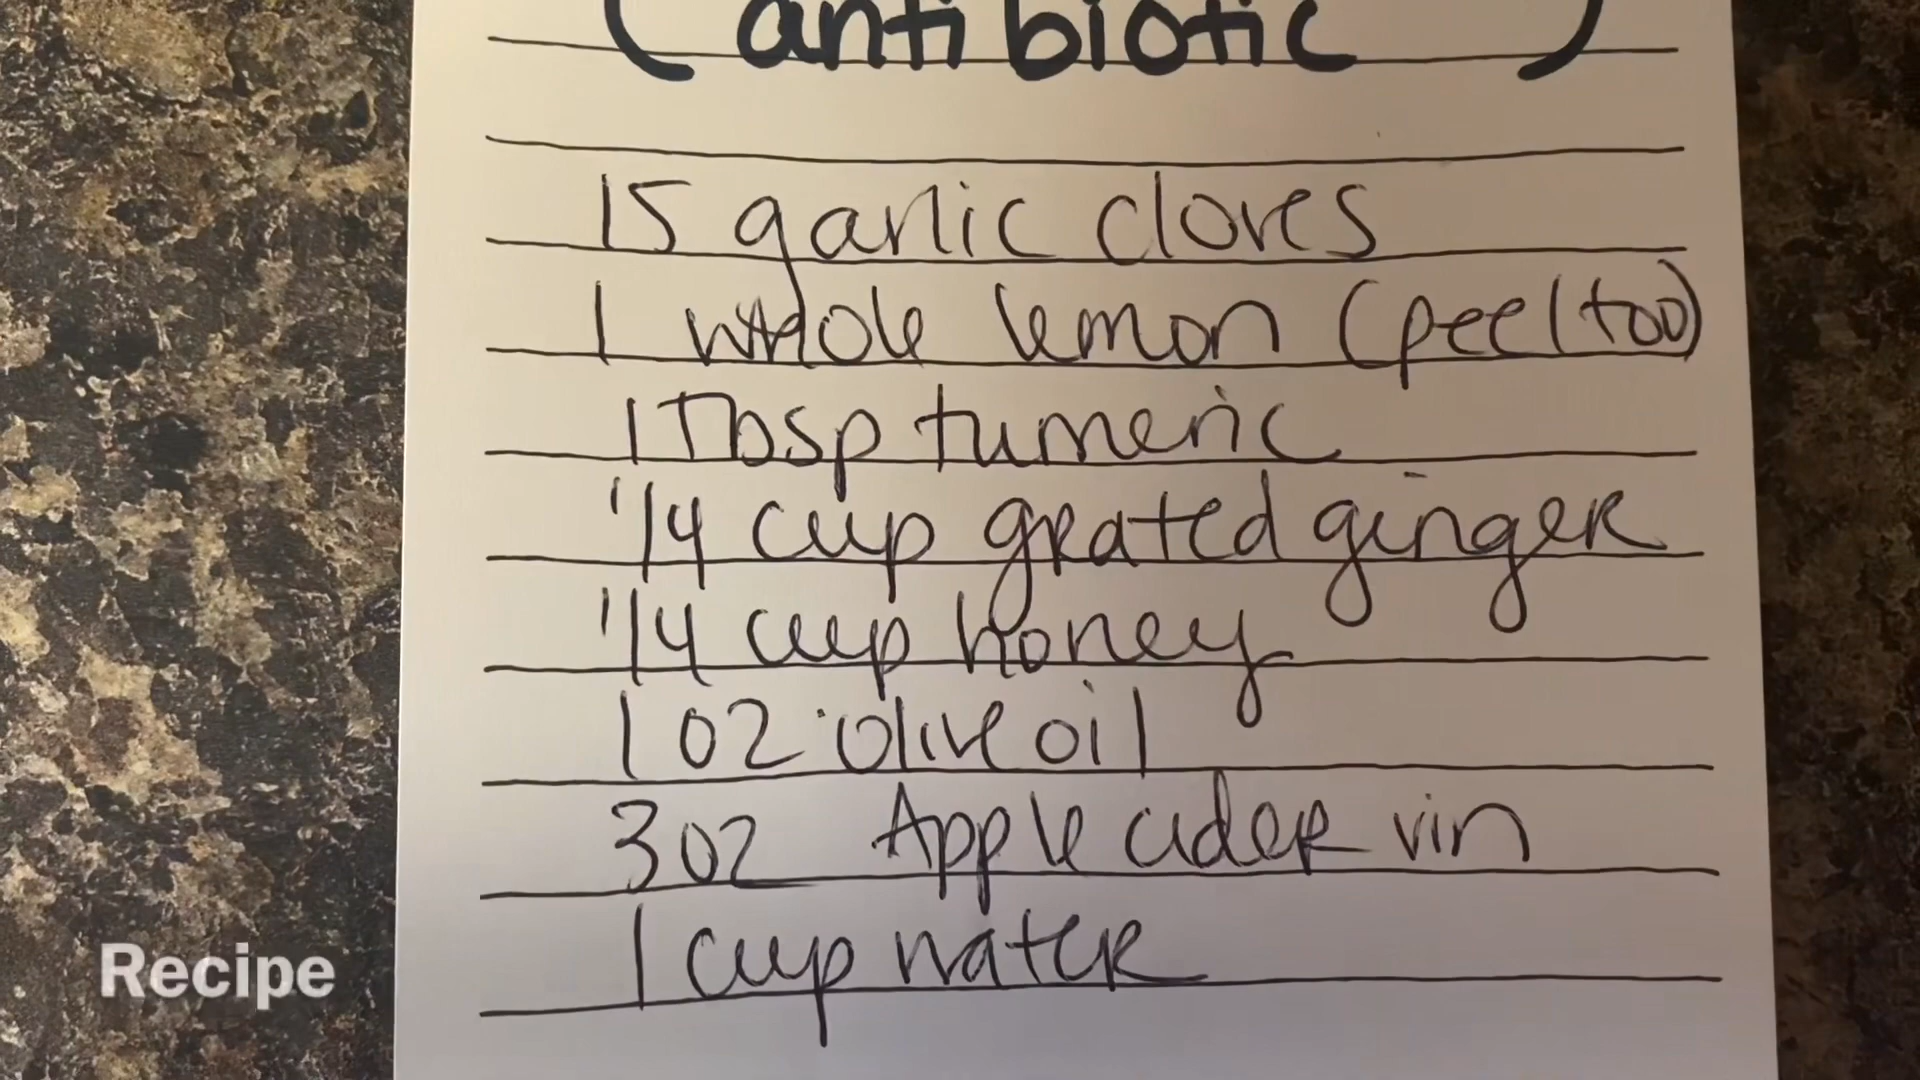 (antibiotic)
15 garlic cloves
1 whole lemon (peel too)
1 Tbsp tumeric
1/4 cup grated ginger
1/4 cup honey
1 oz olive oil
3 oz Apple cider vin
1 cup water
Recipe